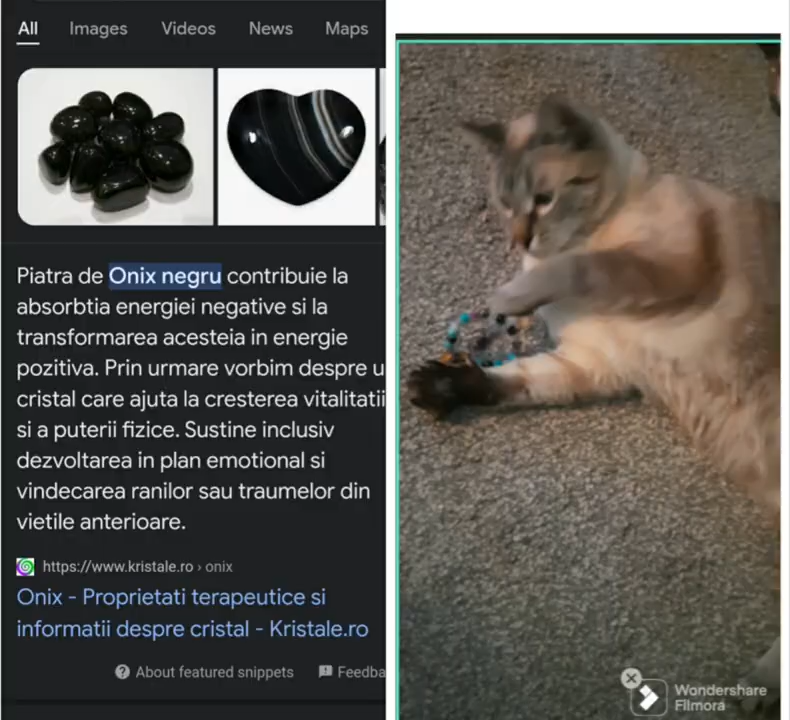 All Images Videos News Maps
Piatra de Onix negru contribuie la
absorbtia energiei negative si la
transformarea acesteia in energie
pozitiva. Prin urmare vorbim despre u
cristal care ajuta la cresterea vitalitatii
si a puterii fizice. Sustine inclusiv
dezvoltarea in plan emotional si
vindecarea ranilor sau traumelor din
vietile anterioare.
https://www.kristale.ro › onix
Onix - Proprietati terapeutice si
informatii despre cristal - Kristale.ro
About featured snippets Feedba
Wondershare
Filmora